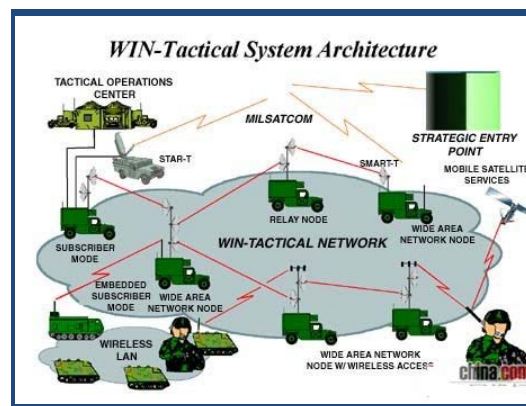 WIN-Tactical System Architecture
TACTICAL OPERATIONS
CENTER
MILSATCOM
STRATEGIC ENTRY
POINT
STAR-T
SMART-T
MOBILE SATELLITE
SERVICES
RELAY NODE
WIDE AREA
NETWORK NODE
SUBSCRIBER
MODE
WIN-TACTICAL NETWORK
EMBEDDED
SUBSCRIBER
MODE
WIDE AREA
NETWORK NODE
WIRELESS
LAN
WIDE AREA NETWORK
NODE W/ WIRELESS ACCESS
china.com